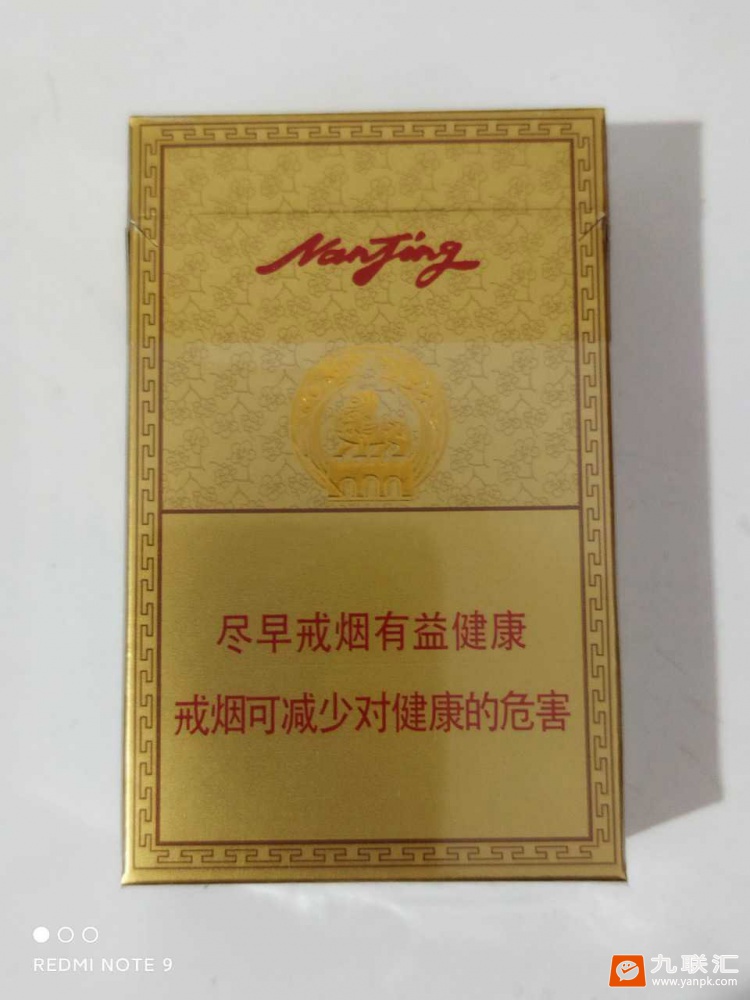 NanJing
尽早戒烟有益健康
戒烟可减少对健康的危害
REDMI NOTE 9
九联汇
www.yanpk.com